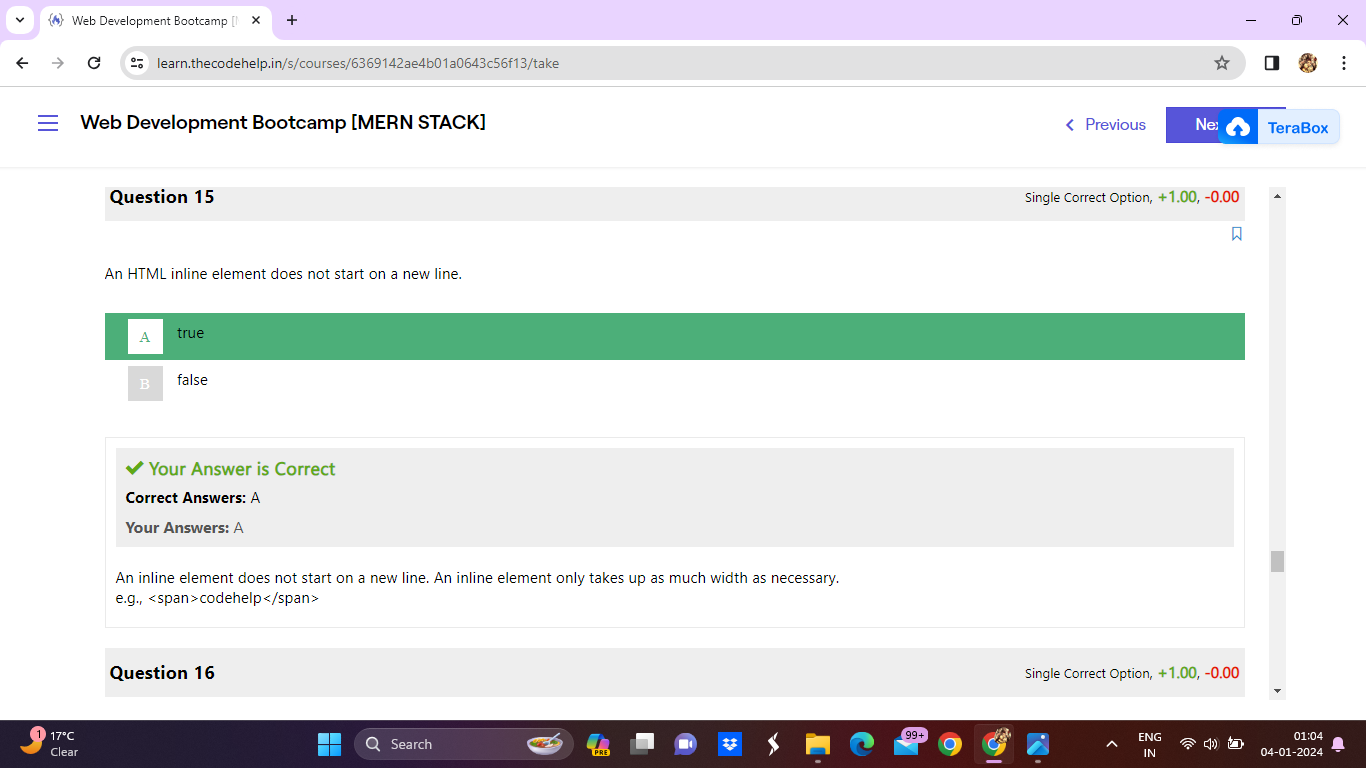 Web Development Bootcamp [
learn.thecodehelp.in/s/courses/6369142ae4b01a0643c56f13/take
Web Development Bootcamp [MERN STACK]
Previous
Nex
TeraBox
Question 15
Single Correct Option, +1.00, -0.00
An HTML inline element does not start on a new line.
A true
B false
Your Answer is Correct
Correct Answers: A
Your Answers: A
An inline element does not start on a new line. An inline element only takes up as much width as necessary.
e.g., <span>codehelp</span>
Question 16
Single Correct Option, +1.00, -0.00
1
17°C
Clear
Search
PRE
99+
ENG
IN
01:04
04-01-2024